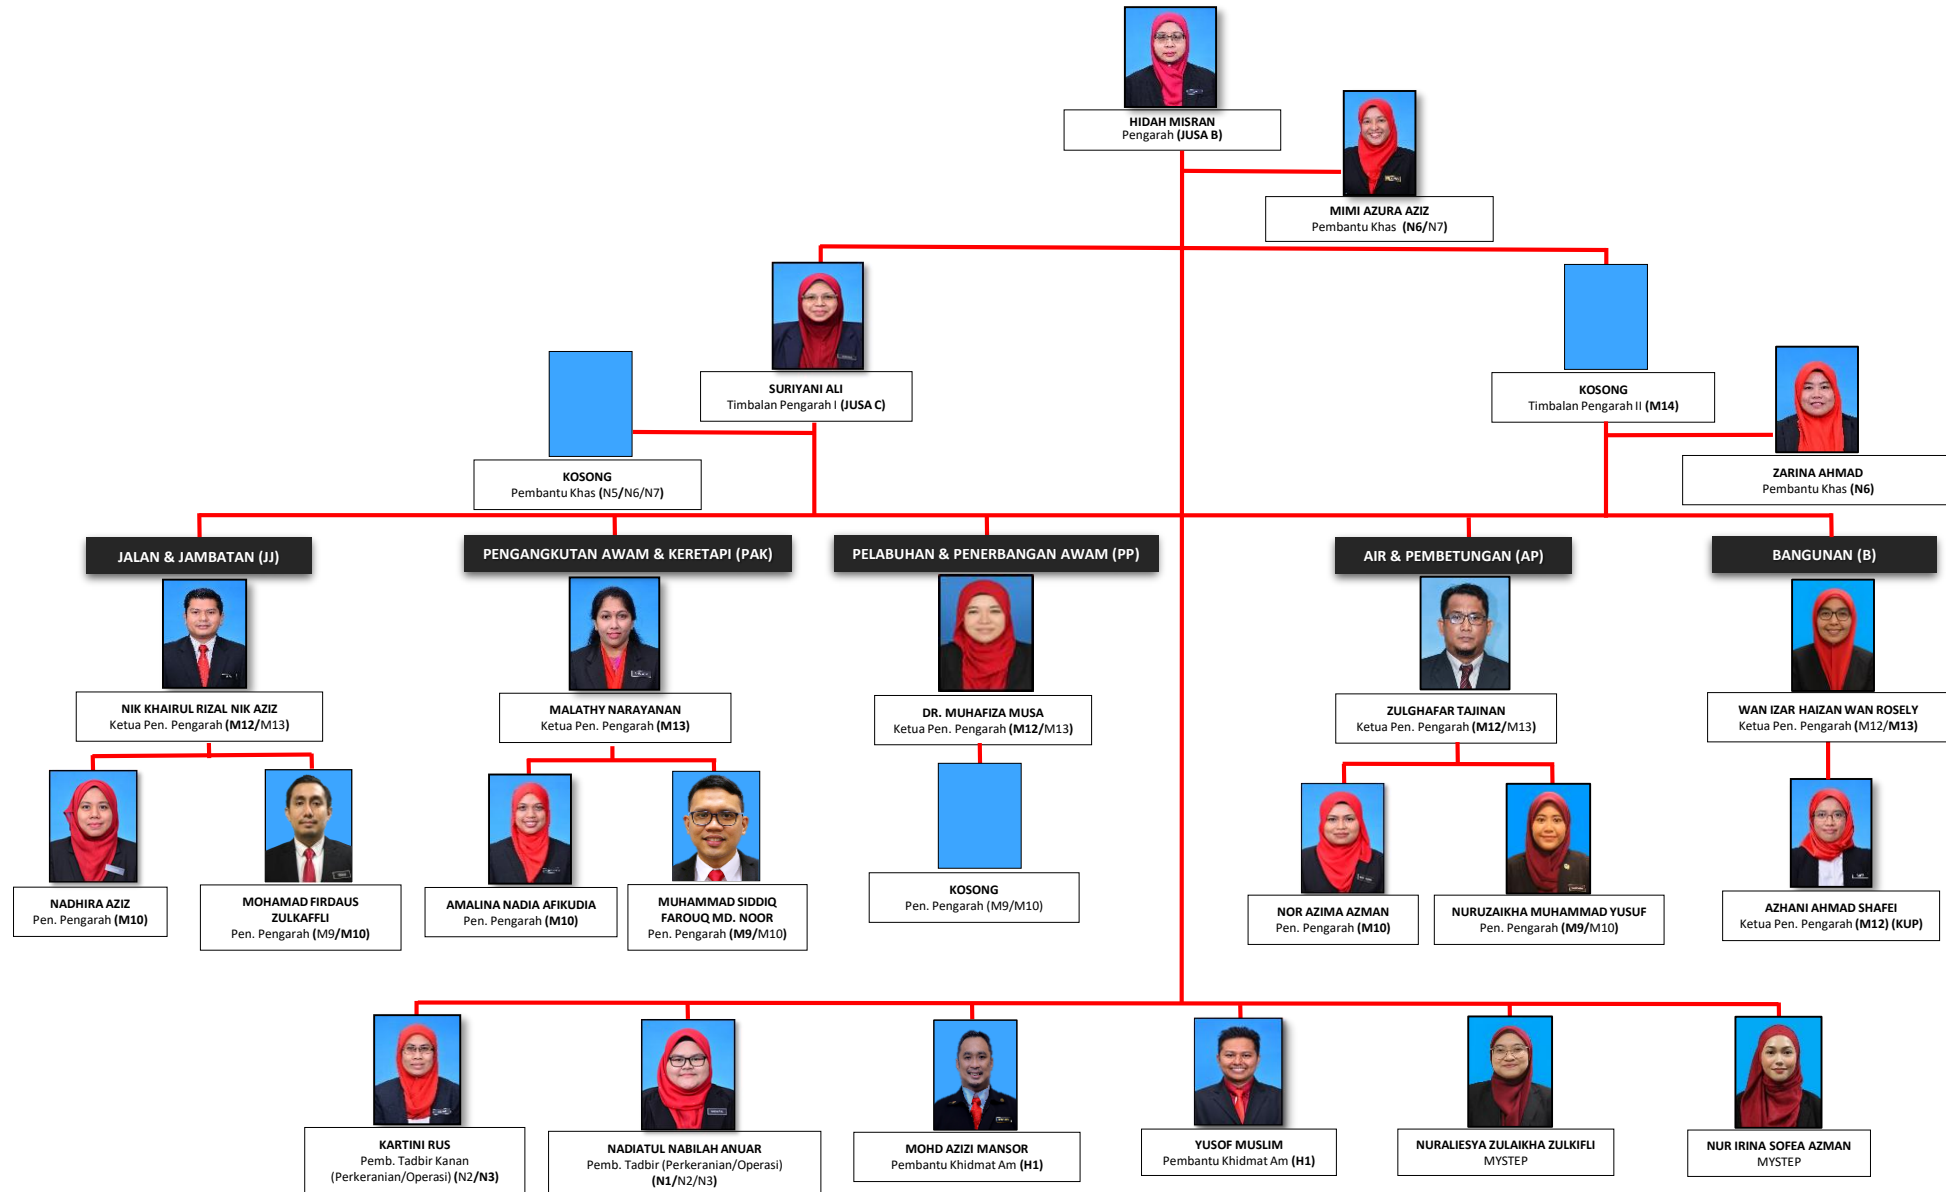 HIDAH MISRAN
Pengarah (JUSA B)
MIMI AZURA AZIZ
Pembantu Khas (N6/N7)
SURIYANI ALI
Timbalan Pengarah I (JUSA C)
KOSONG
Timbalan Pengarah II (M14)
KOSONG
Pembantu Khas (N5/N6/N7)
ZARINA AHMAD
Pembantu Khas (N6)
JALAN & JAMBATAN (JJ)
PENGANGKUTAN AWAM & KERETAPI (PAK)
PELABUHAN & PENERBANGAN AWAM (PP)
AIR & PEMBETUNGAN (AP)
BANGUNAN (B)
NIK KHAIRUL RIZAL NIK AZIZ
Ketua Pen. Pengarah (M12/M13)
MALATHY NARAYANAN
Ketua Pen. Pengarah (M13)
DR. MUHAFIZA MUSA
Ketua Pen. Pengarah (M12/M13)
ZULGHAFAR TAJINAN
Ketua Pen. Pengarah (M12/M13)
WAN IZAR HAIZAN WAN ROSELY
Ketua Pen. Pengarah (M12/M13)
NADHIRA AZIZ
Pen. Pengarah (M10)
MOHAMAD FIRDAUS
ZULKAFFLI
Pen. Pengarah (M9/M10)
AMALINA NADIA AFIKUDIA
Pen. Pengarah (M10)
MUHAMMAD SIDDIQ
FAROUQ MD. NOOR
Pen. Pengarah (M9/M10)
KOSONG
Pen. Pengarah (M9/M10)
NOR AZIMA AZMAN
Pen. Pengarah (M10)
NURUZAIKHA MUHAMMAD YUSUF
Pen. Pengarah (M9/M10)
AZHANI AHMAD SHAFEI
Ketua Pen. Pengarah (M12) (KUP)
KARTINI RUS
Pemb. Tadbir Kanan
(Perkeranian/Operasi) (N2/N3)
NADIATUL NABILAH ANUAR
Pemb. Tadbir (Perkeranian/Operasi)
(N1/N2/N3)
MOHD AZIZI MANSOR
Pembantu Khidmat Am (H1)
YUSOF MUSLIM
Pembantu Khidmat Am (H1)
NURALIESYA ZULAIKHA ZULKIFLI
MYSTEP
NUR IRINA SOFEA AZMAN
MYSTEP